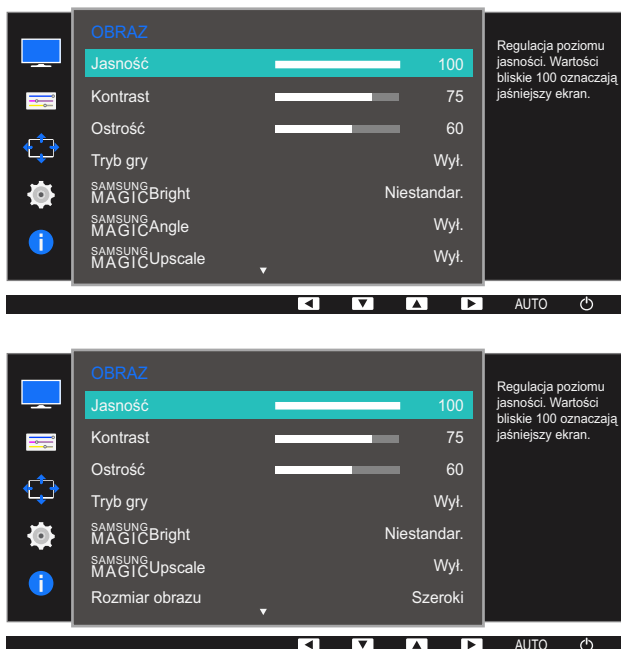 OBRAZ
Jasność 100
Kontrast 75
Ostrość 60
Tryb gry Wył.
SAMSUNG
MAGICBright Niestandar.
SAMSUNG
MAGICAngle Wył.
SAMSUNG
MAGICUpscale Wył.
Regulacja poziomu
jasności. Wartości
bliskie 100 oznaczają
jaśniejszy ekran.
AUTO
OBRAZ
Jasność 100
Kontrast 75
Ostrość 60
Tryb gry Wył.
SAMSUNG
MAGICBright Niestandar.
SAMSUNG
MAGICUpscale Wył.
Rozmiar obrazu Szeroki
Regulacja poziomu
jasności. Wartości
bliskie 100 oznaczają
jaśniejszy ekran.
AUTO